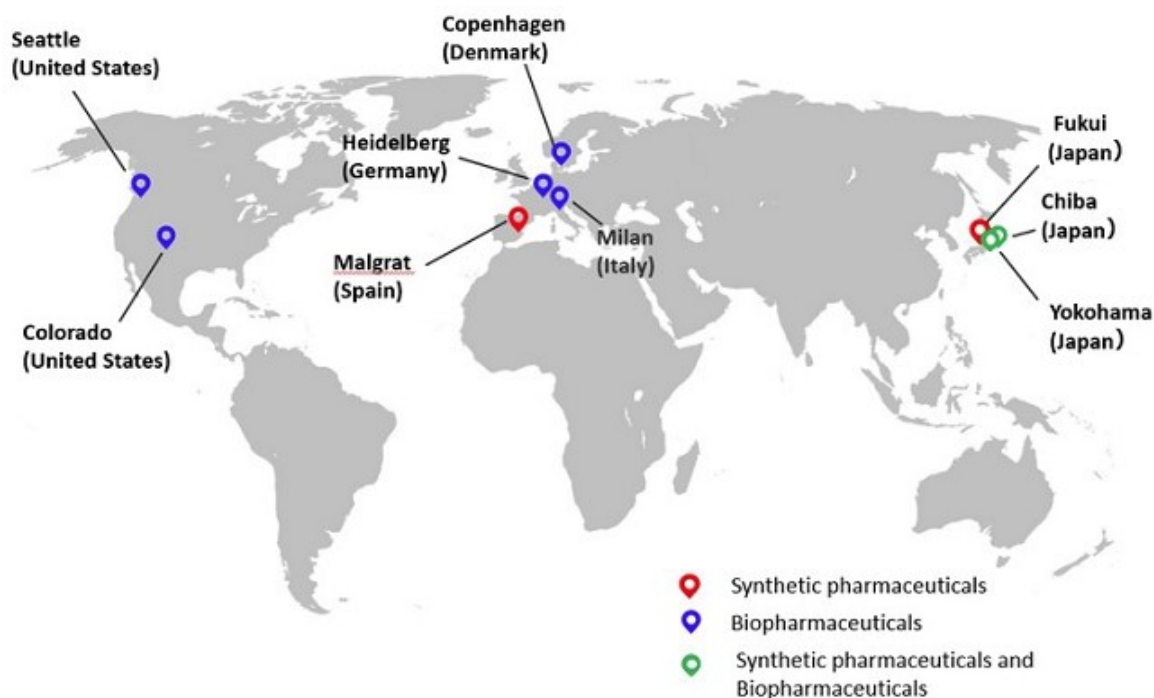 Copenhagen
(Denmark)
Seattle
(United States)
Heidelberg
(Germany)
Fukui
(Japan）
Chiba
(Japan）
Milan
(Italy)
Malgrat
(Spain)
Yokohama
(Japan）
Colorado
(United States)
Synthetic pharmaceuticals
Biopharmaceuticals
Synthetic pharmaceuticals and
Biopharmaceuticals